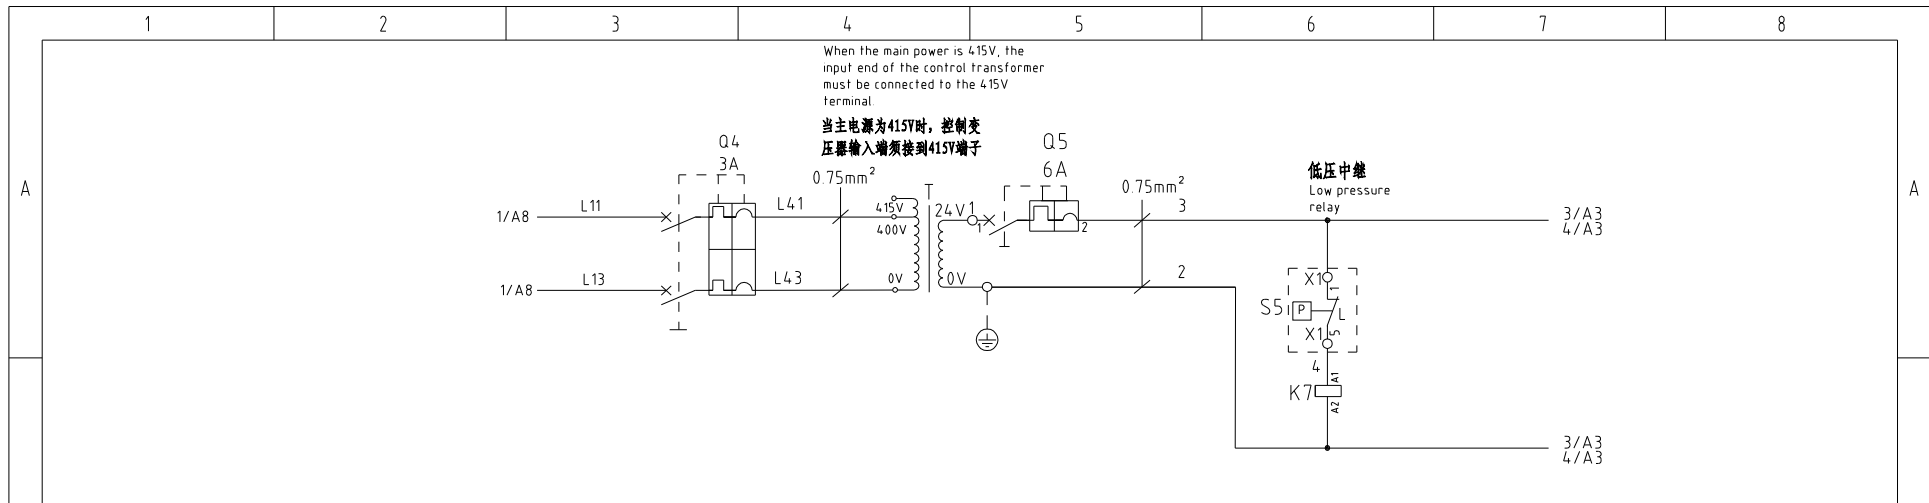 1 2 3 4 5 6 7 8
A A
When the main power is 415V, the
input end of the control transformer
must be connected to the 415V
terminal.
当主电源为415V时，控制变
压器输入端须接到415V端子
Q4
3A
0.75mm²
Q5
6A
0.75mm²
低压中继
Low pressure
relay
1/A8 L11 L41 415V 24V 1 1 2 3 3/A3
4/A3
400V
1/A8 L13 L43 0V 0V 2
X1 1
S5 P L
X1 5
4
K7 A1
A2
3/A3
4/A3